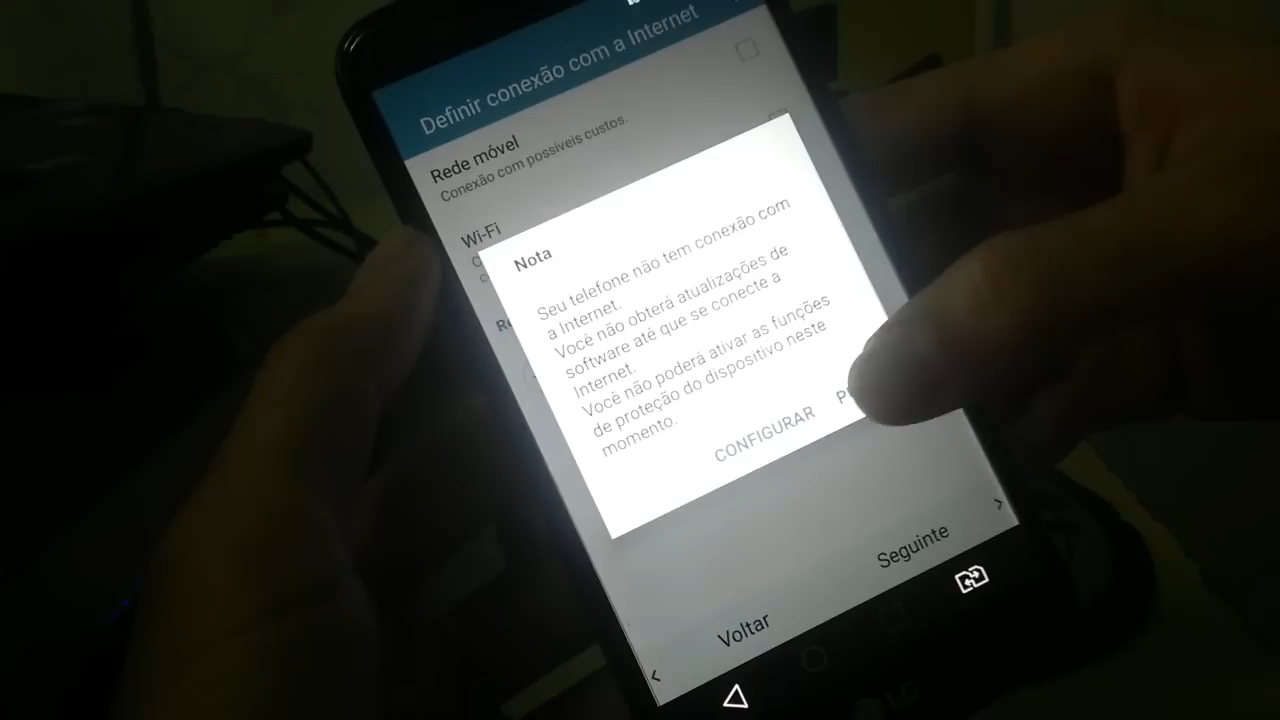 Definir conexão com a Internet
Rede móvel
Conexão com possíveis custos.
Wi-Fi
Nota
Seu telefone não tem conexão com
a Internet.
Você não obterá atualizações de
software até que se conecte a
Internet.
Você não poderá ativar as funções
de proteção do dispositivo neste
momento.
CONFIGURAR
Seguinte
Voltar
LG